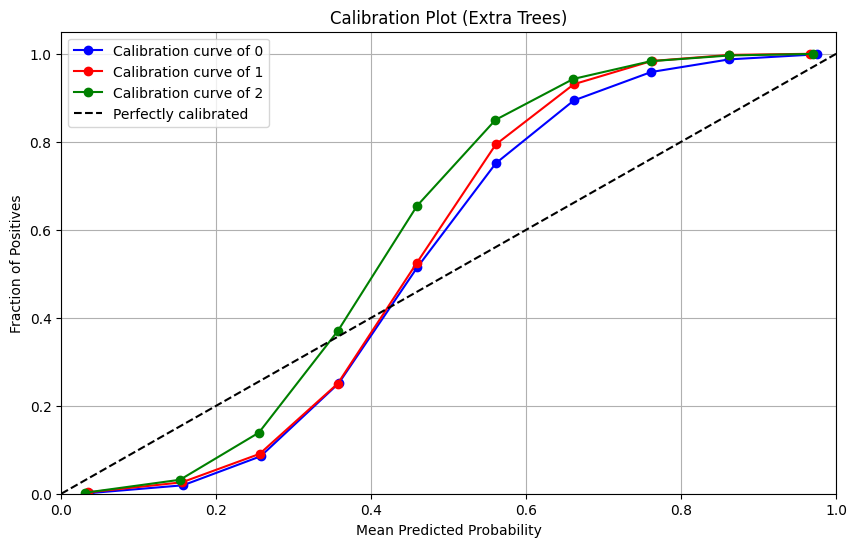 Calibration Plot (Extra Trees)
Calibration curve of 0
Calibration curve of 1
Calibration curve of 2
Perfectly calibrated
Fraction of Positives
1.0
0.8
0.6
0.4
0.2
0.0
0.0 0.2 0.4 0.6 0.8 1.0
Mean Predicted Probability